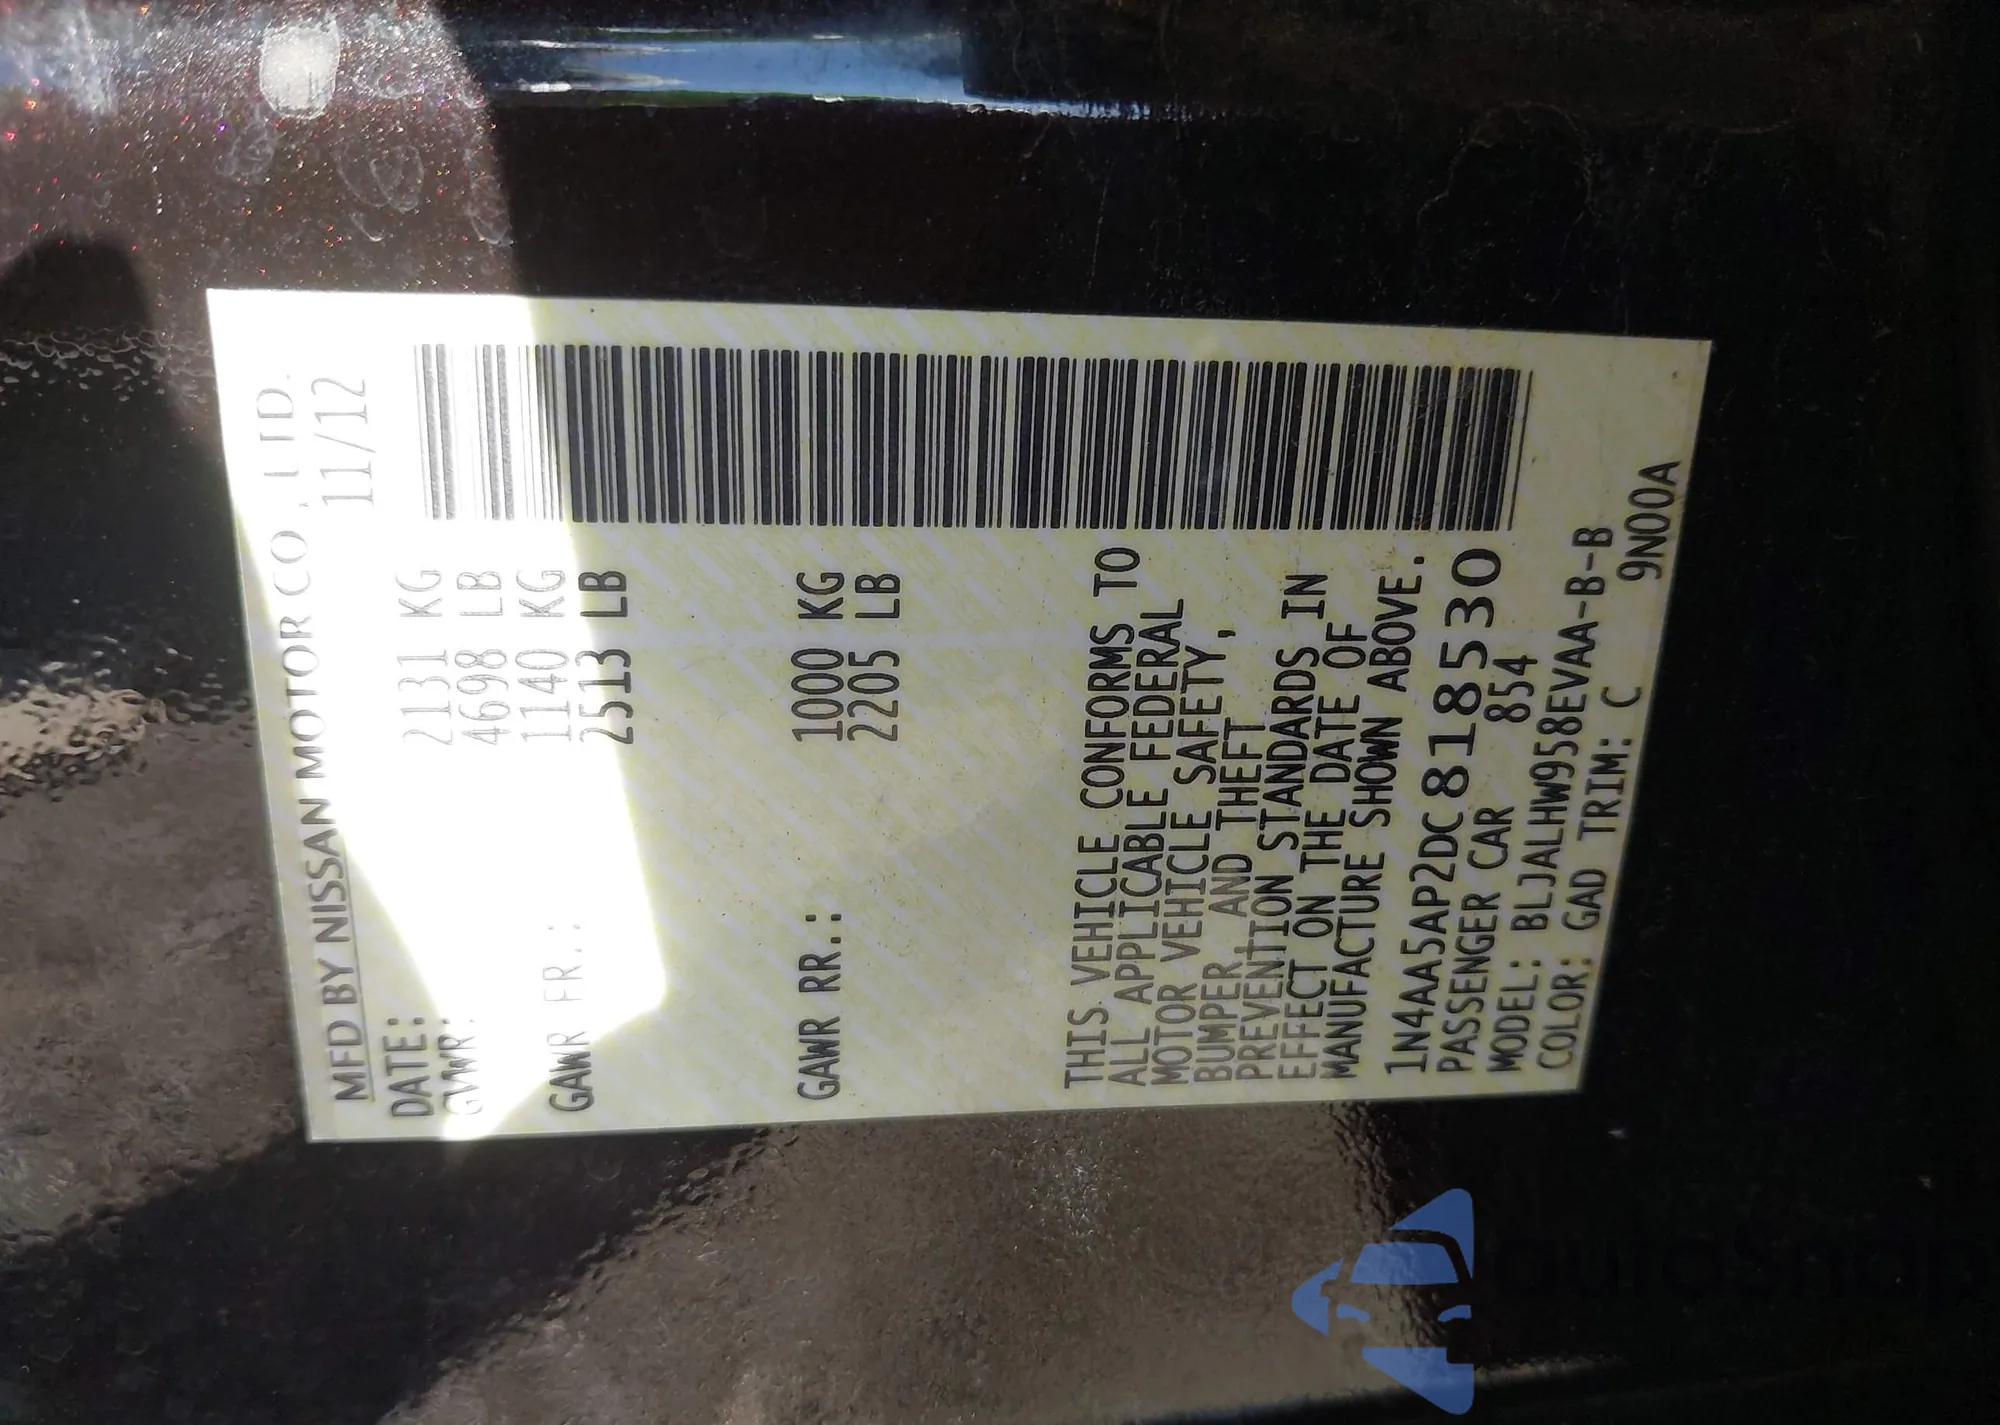 MFD BY NISSAN MOTOR CO., LTD.
DATE: 11/12
GVWR: 2131 KG
4698 LB
GAWR FR.: 1140 KG
2513 LB
GAWR RR.: 1000 KG
2205 LB
THIS VEHICLE CONFORMS TO
ALL APPLICABLE FEDERAL
MOTOR VEHICLE SAFETY,
BUMPER, AND THEFT
PREVENTION STANDARDS IN
EFFECT ON THE DATE OF
MANUFACTURE SHOWN ABOVE.
1N4AA5AP2DC818530
PASSENGER CAR 854
MODEL: BLJALHW958EVAA-B-B
COLOR: GAD TRIM: C 9N00A